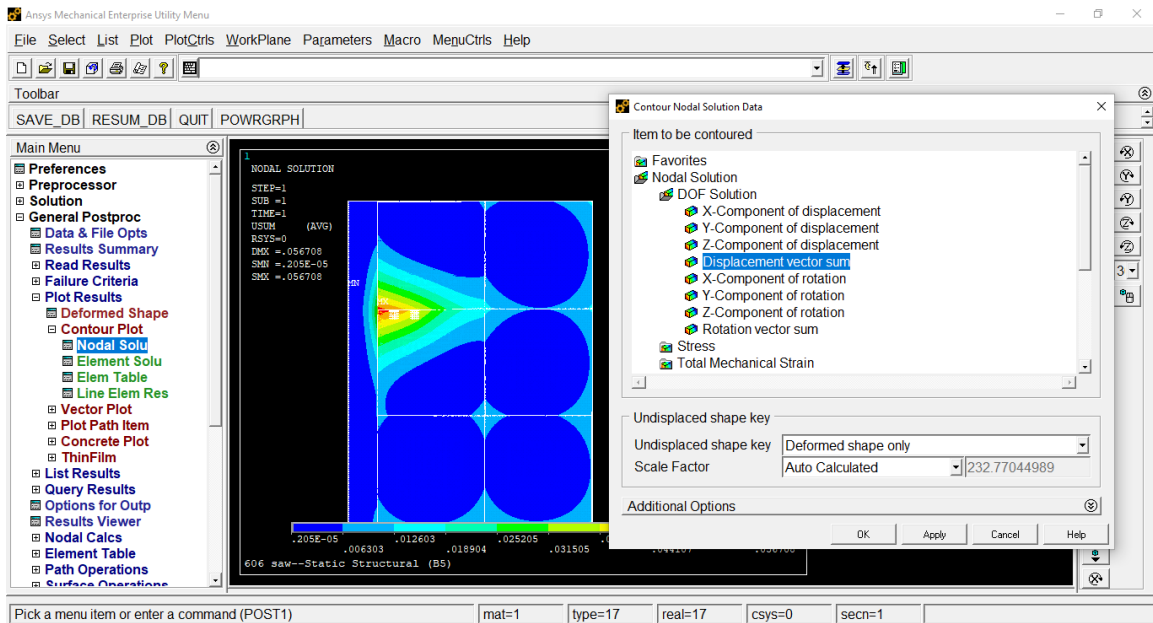 Ansys Mechanical Enterprise Utility Menu
File Select List Plot PlotCtrls WorkPlane Parameters Macro MenuCtrls Help
Toolbar
SAVE_DB RESUM_DB QUIT POWRGRPH
Main Menu
Preferences
Preprocessor
Solution
General Postproc
Data & File Opts
Results Summary
Read Results
Failure Criteria
Plot Results
Deformed Shape
Contour Plot
Nodal Solu
Element Solu
Elem Table
Line Elem Res
Vector Plot
Plot Path Item
Concrete Plot
ThinFilm
List Results
Query Results
Options for Outp
Results Viewer
Nodal Calcs
Element Table
Path Operations
Surface Operations
1
NODAL SOLUTION
STEP=1
SUB =1
TIME=1
USUM (AVG)
RSYS=0
DMX =.056708
SMN =.205E-05
SMX =.056708
MN
MX
.205E-05 .012603 .025205
.006303 .018904 .031505 .044107 .056708
606 saw--Static Structural (B5)
Contour Nodal Solution Data
Item to be contoured
Favorites
Nodal Solution
DOF Solution
X-Component of displacement
Y-Component of displacement
Z-Component of displacement
Displacement vector sum
X-Component of rotation
Y-Component of rotation
Z-Component of rotation
Rotation vector sum
Stress
Total Mechanical Strain
Undisplaced shape key
Undisplaced shape key Deformed shape only
Scale Factor Auto Calculated 232.77044989
Additional Options
OK Apply Cancel Help
3
Pick a menu item or enter a command (POST1) mat=1 type=17 real=17 csys=0 secn=1